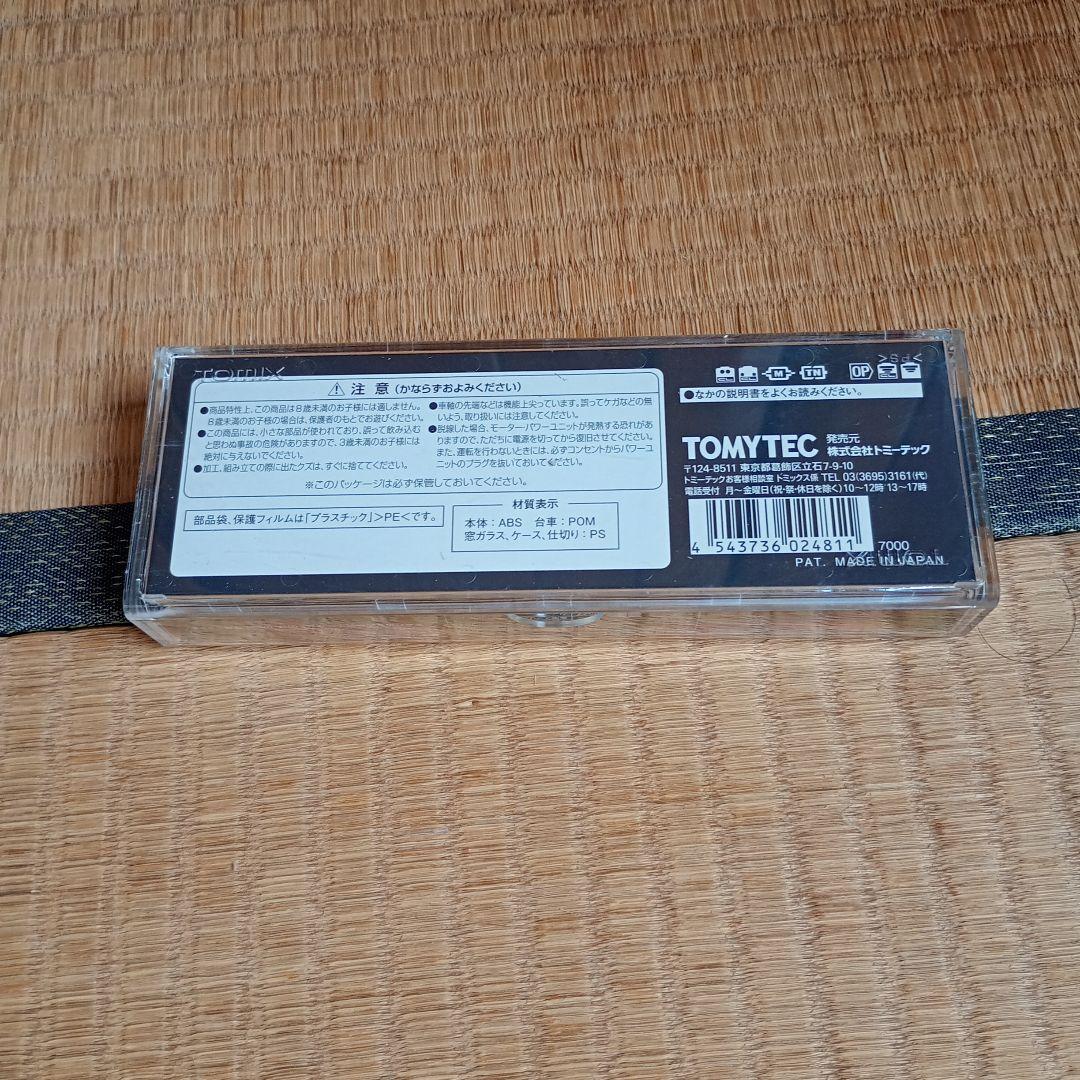 TOMIX
注 意 (かならずおよみください)
●商品特性上、この商品は8歳未満のお子様には適しません。
8歳未満のお子様の場合は、保護者のもとでお遊びください。
●この商品には、小さな部品が使われており、誤って飲み込む
と思わぬ事故の危険がありますので、3歳未満のお子様には
絶対に与えないでください。
●加工、組み立ての際に出たクズは、すぐに捨ててください。
●車軸の先端などは機能上尖っています。誤ってケガなどの無
いよう、取り扱いには注意してください。
●脱線した場合、モーターやパワーユニットが発熱する恐れがあ
りますので、ただちに電源を切ってから復旧させてください。
また、運転を行わないときには、必ずコンセントからパワーユ
ニットのプラグを抜いておいてください。
※このパッケージは必ず保管しておいてください。
部品袋、保護フィルムは「プラスチック」>PE<です。
材質表示
本体:ABS 台車:POM
窓ガラス、ケース、仕切り:PS
>PS<
M TN OP
●なかの説明書をよくお読みください。
TOMYTEC 発売元 株式会社トミーテック
〒124-8511 東京都葛飾区立石7-9-10
トミーテックお客様相談室 トミックス係 TEL 03(3695)3161(代)
電話受付 月〜金曜日(祝・祭・休日を除く)10〜12時 13〜17時
4 543736 024811
7000
PAT. MADE IN JAPAN